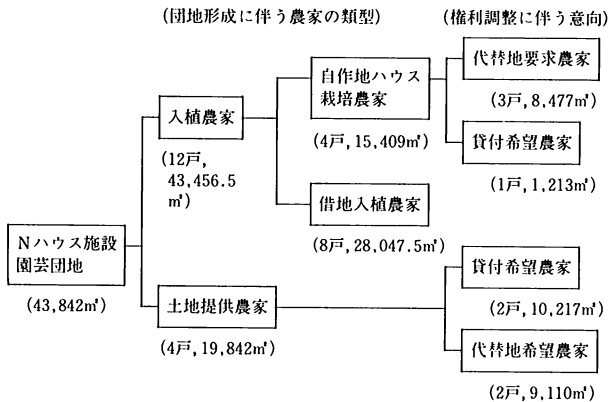 (団地形成に伴う農家の類型)
(権利調整に伴う意向)
代替地要求農家
(3戸,8,477㎡)
自作地ハウス
栽培農家
(4戸,15,409㎡)
入植農家
(12戸,
43,456.5
㎡)
貸付希望農家
(1戸,1,213㎡)
借地入植農家
(8戸,28,047.5㎡)
Nハウス施設
園芸団地
(43,842㎡)
貸付希望農家
(2戸,10,217㎡)
土地提供農家
(4戸,19,842㎡)
代替地希望農家
(2戸,9,110㎡)